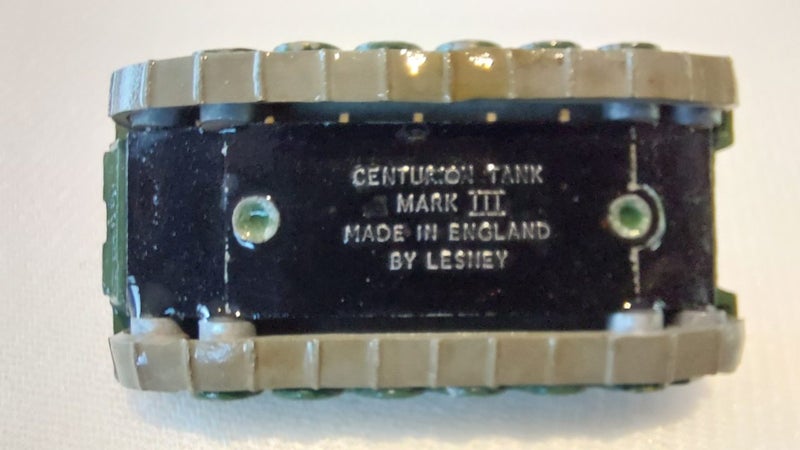 CENTURION TANK
MARK III
MADE IN ENGLAND
BY LESNEY